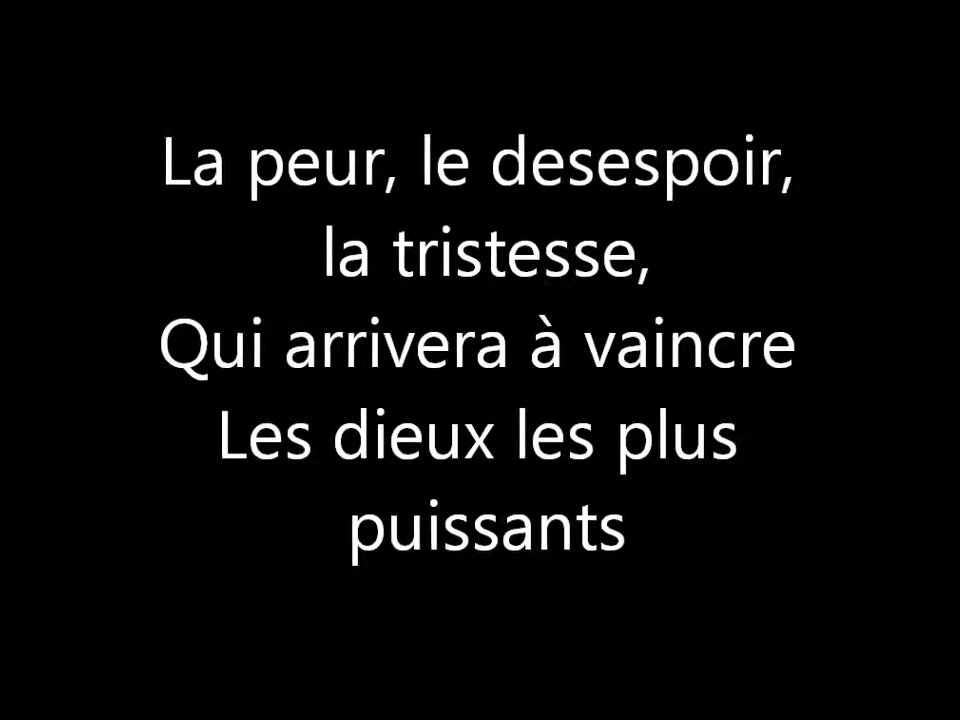 La peur, le desespoir,
la tristesse,
Qui arrivera à vaincre
Les dieux les plus
puissants